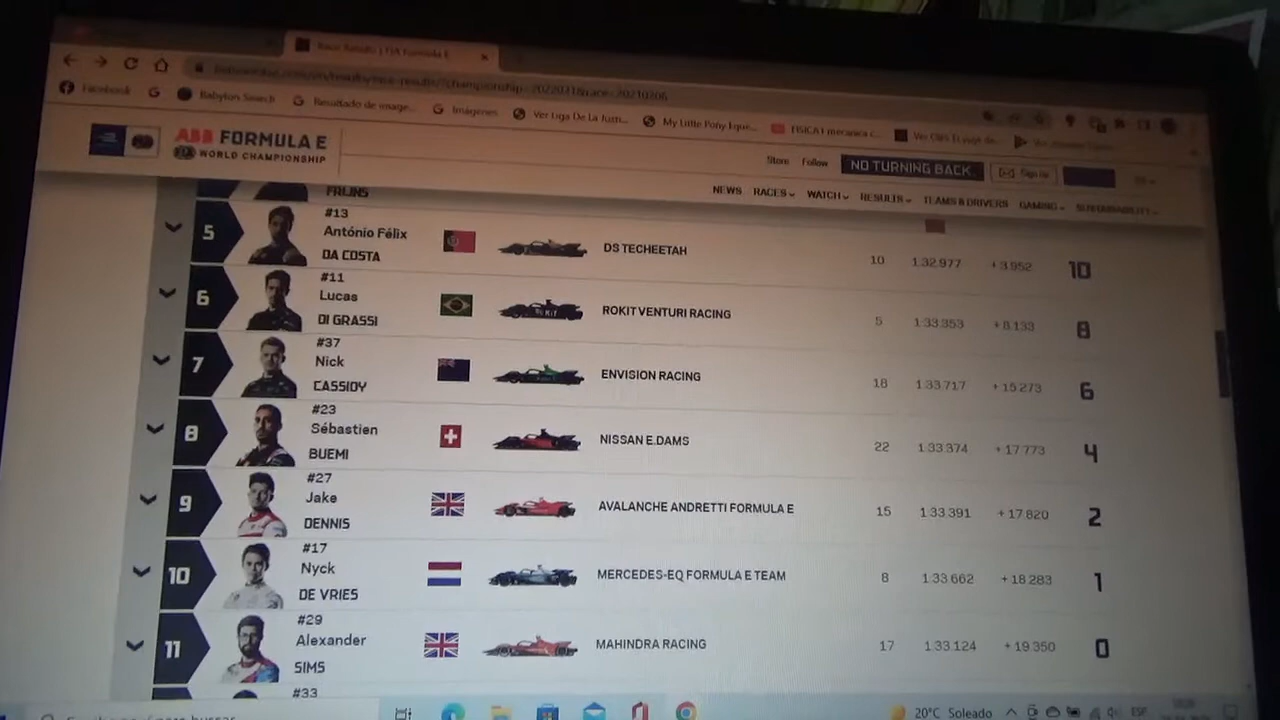 Facebook
Babylon Search
Resultado de image...
Imágenes
Ver Liga De La Justi...
My Little Pony Eque...
FISICA 1 mecanica c...
ABB FORMULA E
FIA WORLD CHAMPIONSHIP
Store Follow NO TURNING BACK. Sign Up
NEWS RACES WATCH RESULTS TEAMS & DRIVERS GAMING SUSTAINABILITY
FRIJNS
5 #13 António Félix DA COSTA DS TECHEETAH 10 1:32.977 + 3.952 10
6 #11 Lucas DI GRASSI ROKIT VENTURI RACING 5 1:33.353 + 8.133 8
7 #37 Nick CASSIDY ENVISION RACING 18 1:33.717 + 15.273 6
8 #23 Sébastien BUEMI NISSAN E.DAMS 22 1:33.374 + 17.773 4
9 #27 Jake DENNIS AVALANCHE ANDRETTI FORMULA E 15 1:33.391 + 17.820 2
10 #17 Nyck DE VRIES MERCEDES-EQ FORMULA E TEAM 8 1:33.662 + 18.283 1
11 #29 Alexander SIMS MAHINDRA RACING 17 1:33.124 + 19.350 0
#33
20°C Soleado ESP